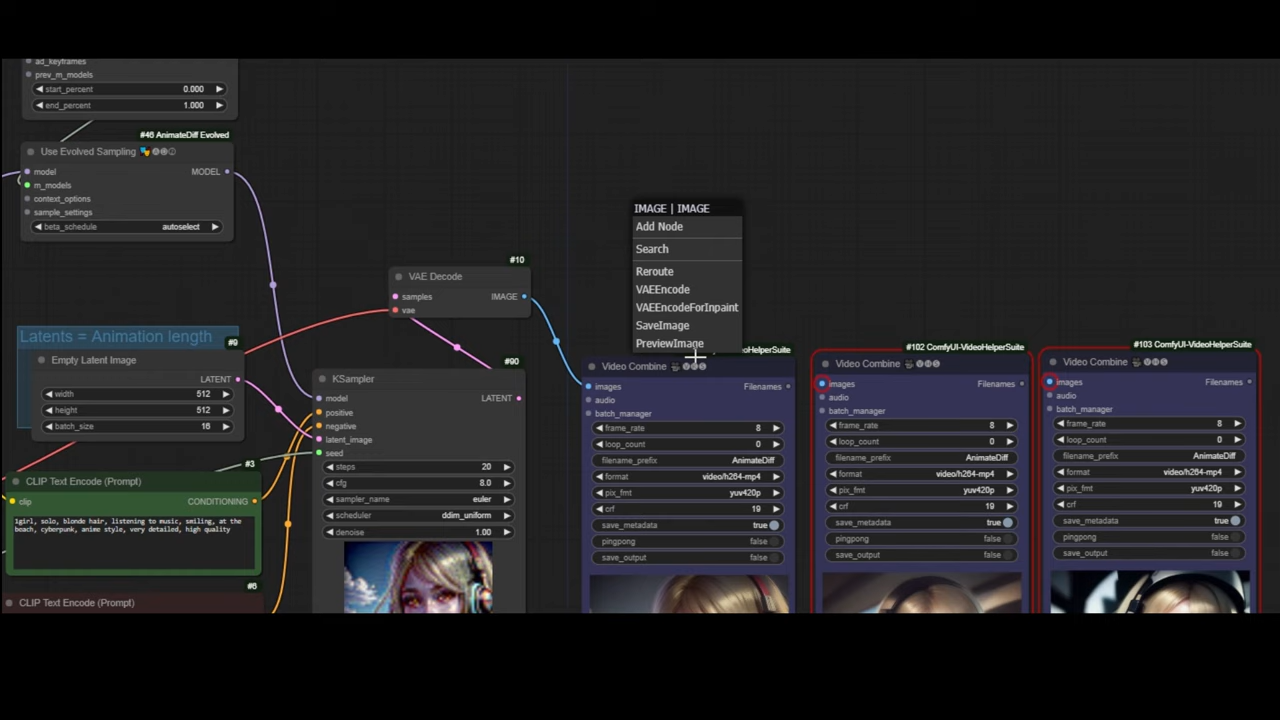 ad_keyframes
prev_m_models
start_percent 0.000
end_percent 1.000
#46 AnimateDiff Evolved
Use Evolved Sampling
model MODEL
m_models
context_options
sample_settings
beta_schedule autoselect
Latents = Animation length
#9
Empty Latent Image
LATENT
width 512
height 512
batch_size 16
#3
CLIP Text Encode (Prompt)
clip CONDITIONING
1girl, solo, blonde hair, listening to music, smiling, at the
beach, cyberpunk, anime style, very detailed, high quality
#6
CLIP Text Encode (Prompt)
#10
VAE Decode
samples IMAGE
vae
#90
KSampler
model LATENT
positive
negative
latent_image
seed
steps 20
cfg 8.0
sampler_name euler
scheduler ddim_uniform
denoise 1.00
IMAGE | IMAGE
Add Node
Search
Reroute
VAEEncode
VAEEncodeForInpaint
SaveImage
PreviewImage
eoHelperSuite
Video Combine
images Filenames
audio
batch_manager
frame_rate 8
loop_count 0
filename_prefix AnimateDiff
format video/h264-mp4
pix_fmt yuv420p
crf 19
save_metadata true
pingpong false
save_output false
#102 ComfyUI-VideoHelperSuite
Video Combine
images Filenames
audio
batch_manager
frame_rate 8
loop_count 0
filename_prefix AnimateDiff
format video/h264-mp4
pix_fmt yuv420p
crf 19
save_metadata true
pingpong false
save_output false
#103 ComfyUI-VideoHelperSuite
Video Combine
images Filenames
audio
batch_manager
frame_rate 8
loop_count 0
filename_prefix AnimateDiff
format video/h264-mp4
pix_fmt yuv420p
crf 19
save_metadata true
pingpong false
save_output false